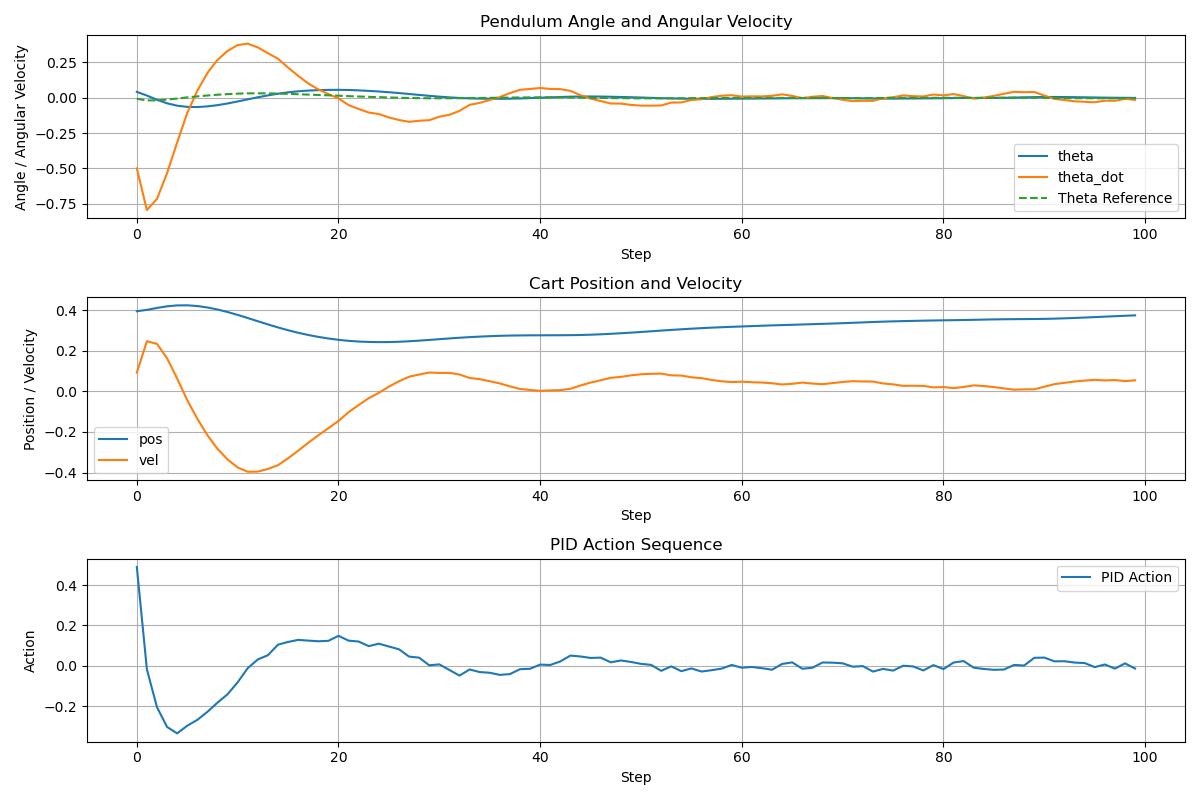 Pendulum Angle and Angular Velocity
Angle / Angular Velocity
0.25
0.00
−0.25
−0.50
−0.75
theta
theta_dot
Theta Reference
0 20 40 60 80 100
Step
Cart Position and Velocity
Position / Velocity
0.4
0.2
0.0
−0.2
−0.4
pos
vel
0 20 40 60 80 100
Step
PID Action Sequence
Action
0.4
0.2
0.0
−0.2
PID Action
0 20 40 60 80 100
Step